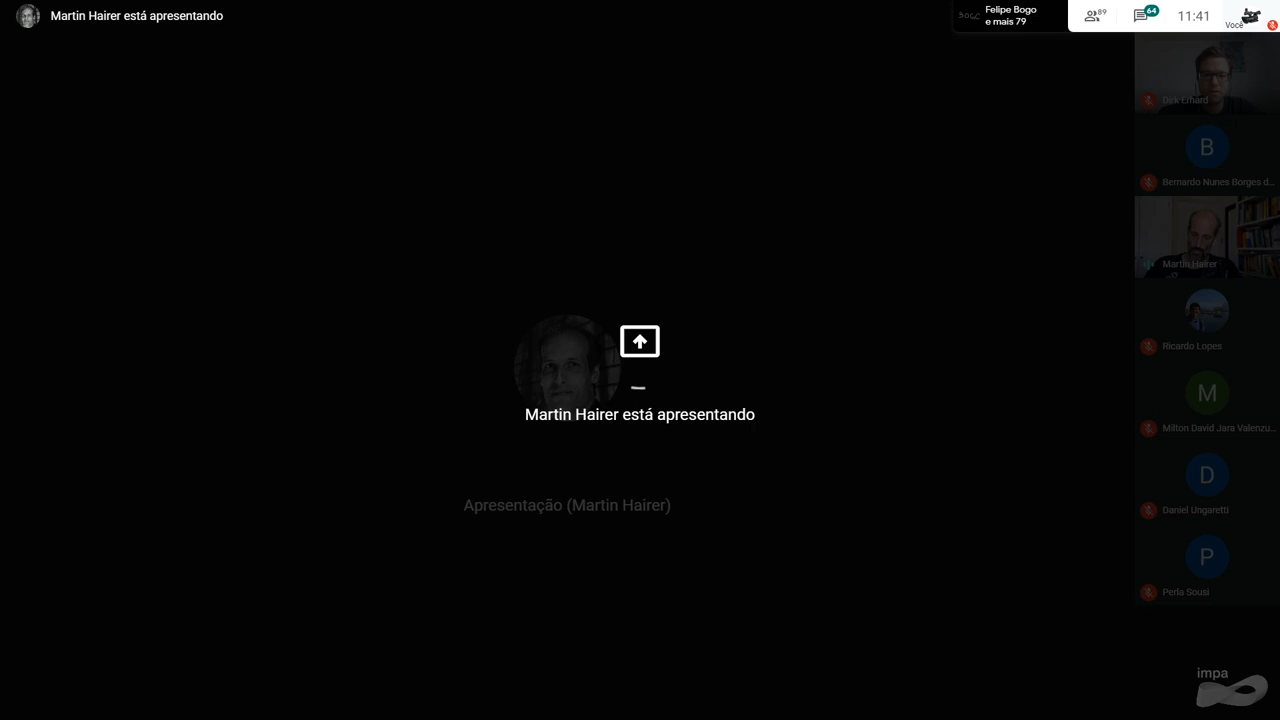 Martin Hairer está apresentando
Felipe Bogo
e mais 79
89
64
11:41
Você
Dirk Erhard
B
Bernardo Nunes Borges d...
Martin Hairer
Ricardo Lopes
M
Milton David Jara Valenzu...
D
Daniel Ungaretti
P
Perla Sousi
Martin Hairer está apresentando
Apresentação (Martin Hairer)
impa